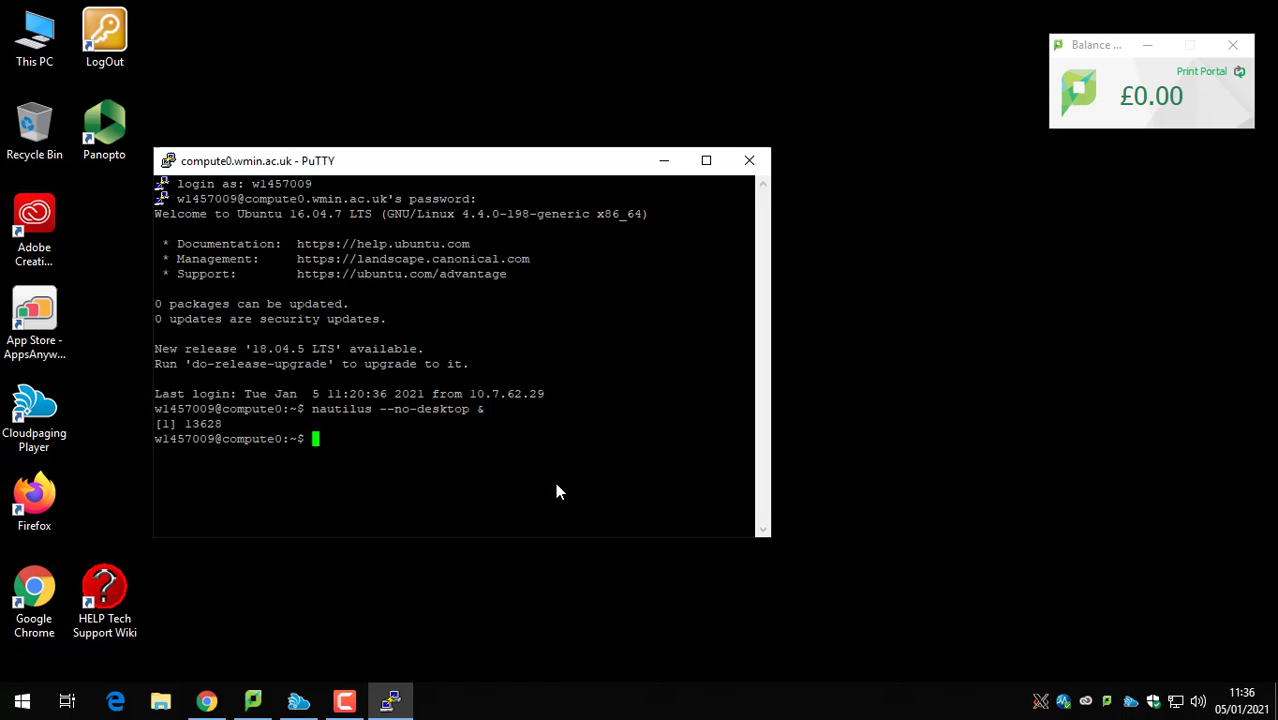 This PC
LogOut
Recycle Bin
Panopto
Adobe
Creati...
App Store -
AppsAnyw...
Cloudpaging
Player
Firefox
Google
Chrome
HELP Tech
Support Wiki
Balance ...
Print Portal
£0.00
compute0.wmin.ac.uk - PuTTY
login as: w1457009
w1457009@compute0.wmin.ac.uk's password:
Welcome to Ubuntu 16.04.7 LTS (GNU/Linux 4.4.0-198-generic x86_64)
* Documentation: https://help.ubuntu.com
* Management: https://landscape.canonical.com
* Support: https://ubuntu.com/advantage
0 packages can be updated.
0 updates are security updates.
New release '18.04.5 LTS' available.
Run 'do-release-upgrade' to upgrade to it.
Last login: Tue Jan 5 11:20:36 2021 from 10.7.62.29
w1457009@compute0:~$ nautilus --no-desktop &
[1] 13628
w1457009@compute0:~$
11:36
05/01/2021